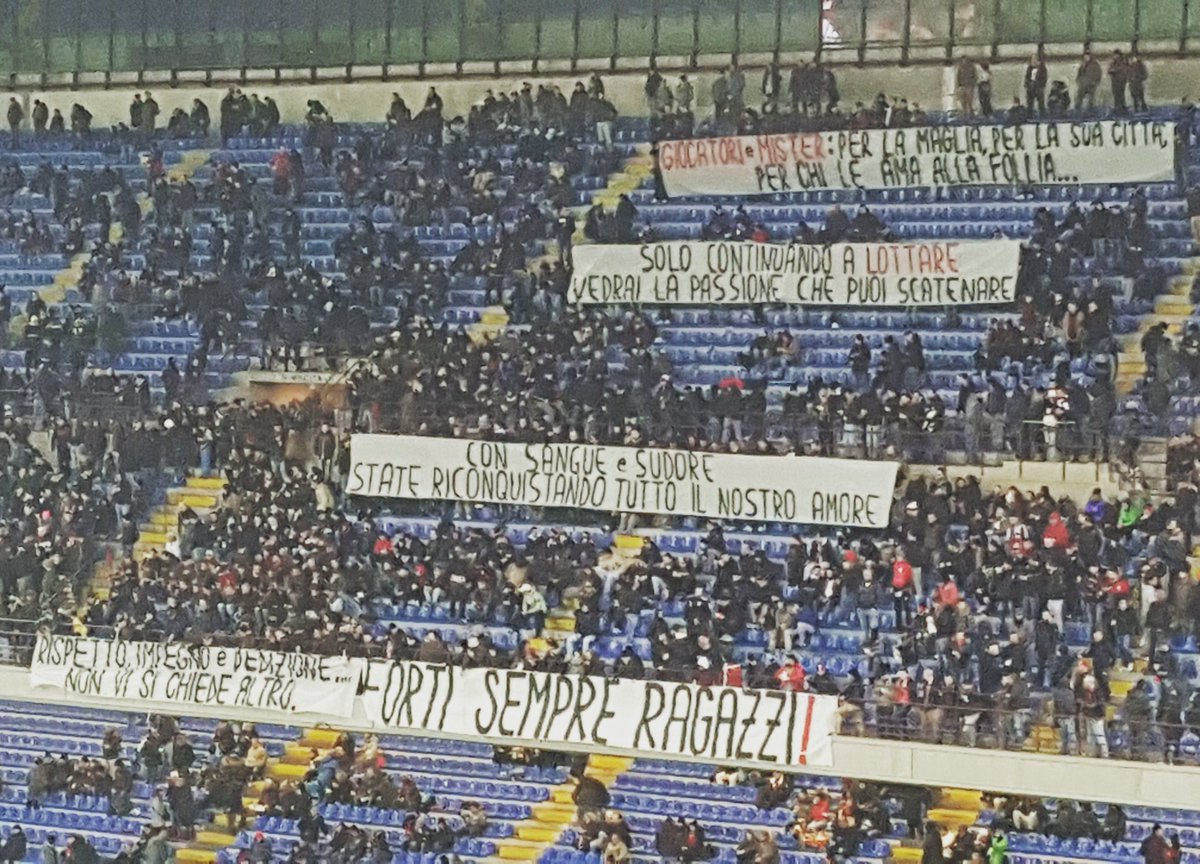 GIOCATORI e MISTER: PER LA MAGLIA, PER LA SUA CITTA',
PER CHI LE AMA ALLA FOLLIA...
SOLO CONTINUANDO A LOTTARE
VEDRAI LA PASSIONE CHE PUOI SCATENARE
CON SANGUE e SUDORE
STATE RICONQUISTANDO TUTTO IL NOSTRO AMORE
RISPETTO, IMPEGNO e DEDIZIONE...
NON VI SI CHIEDE ALTRO.
FORTI SEMPRE RAGAZZI!